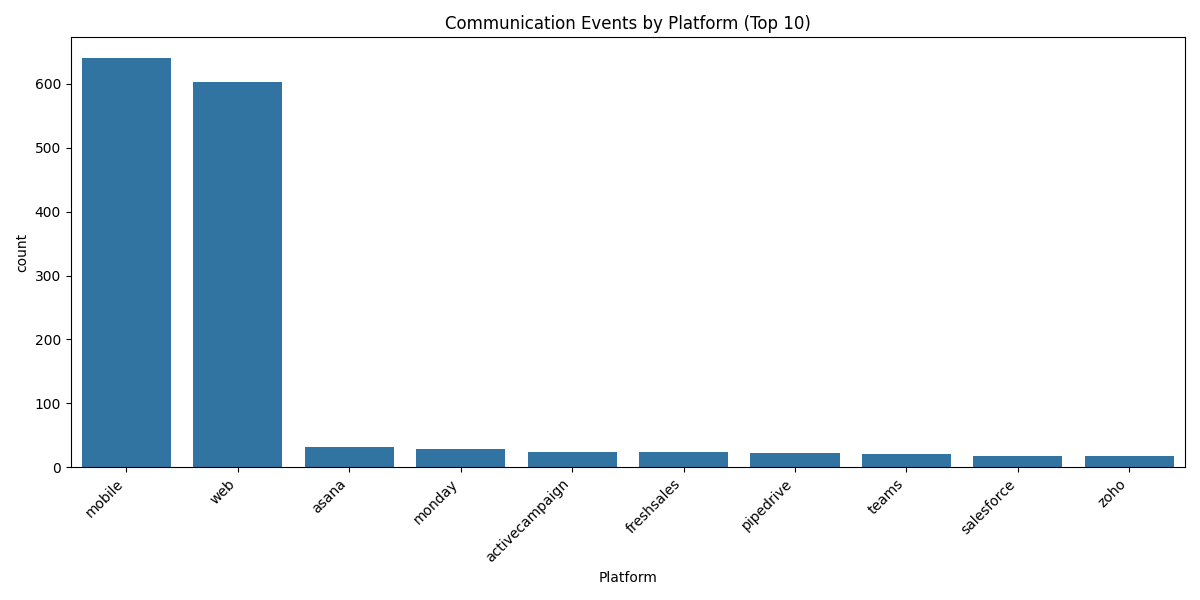 Communication Events by Platform (Top 10)
count
600
500
400
300
200
100
0
mobile
web
asana
monday
activecampaign
freshsales
pipedrive
teams
salesforce
zoho
Platform